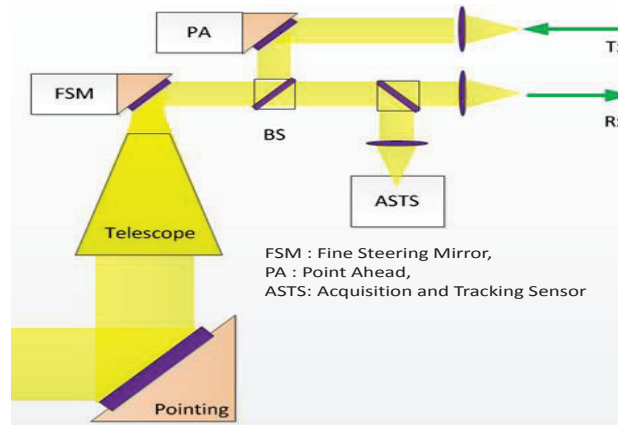 PA
FSM
BS
ASTS
Telescope
FSM : Fine Steering Mirror,
PA : Point Ahead,
ASTS: Acquisition and Tracking Sensor
Pointing